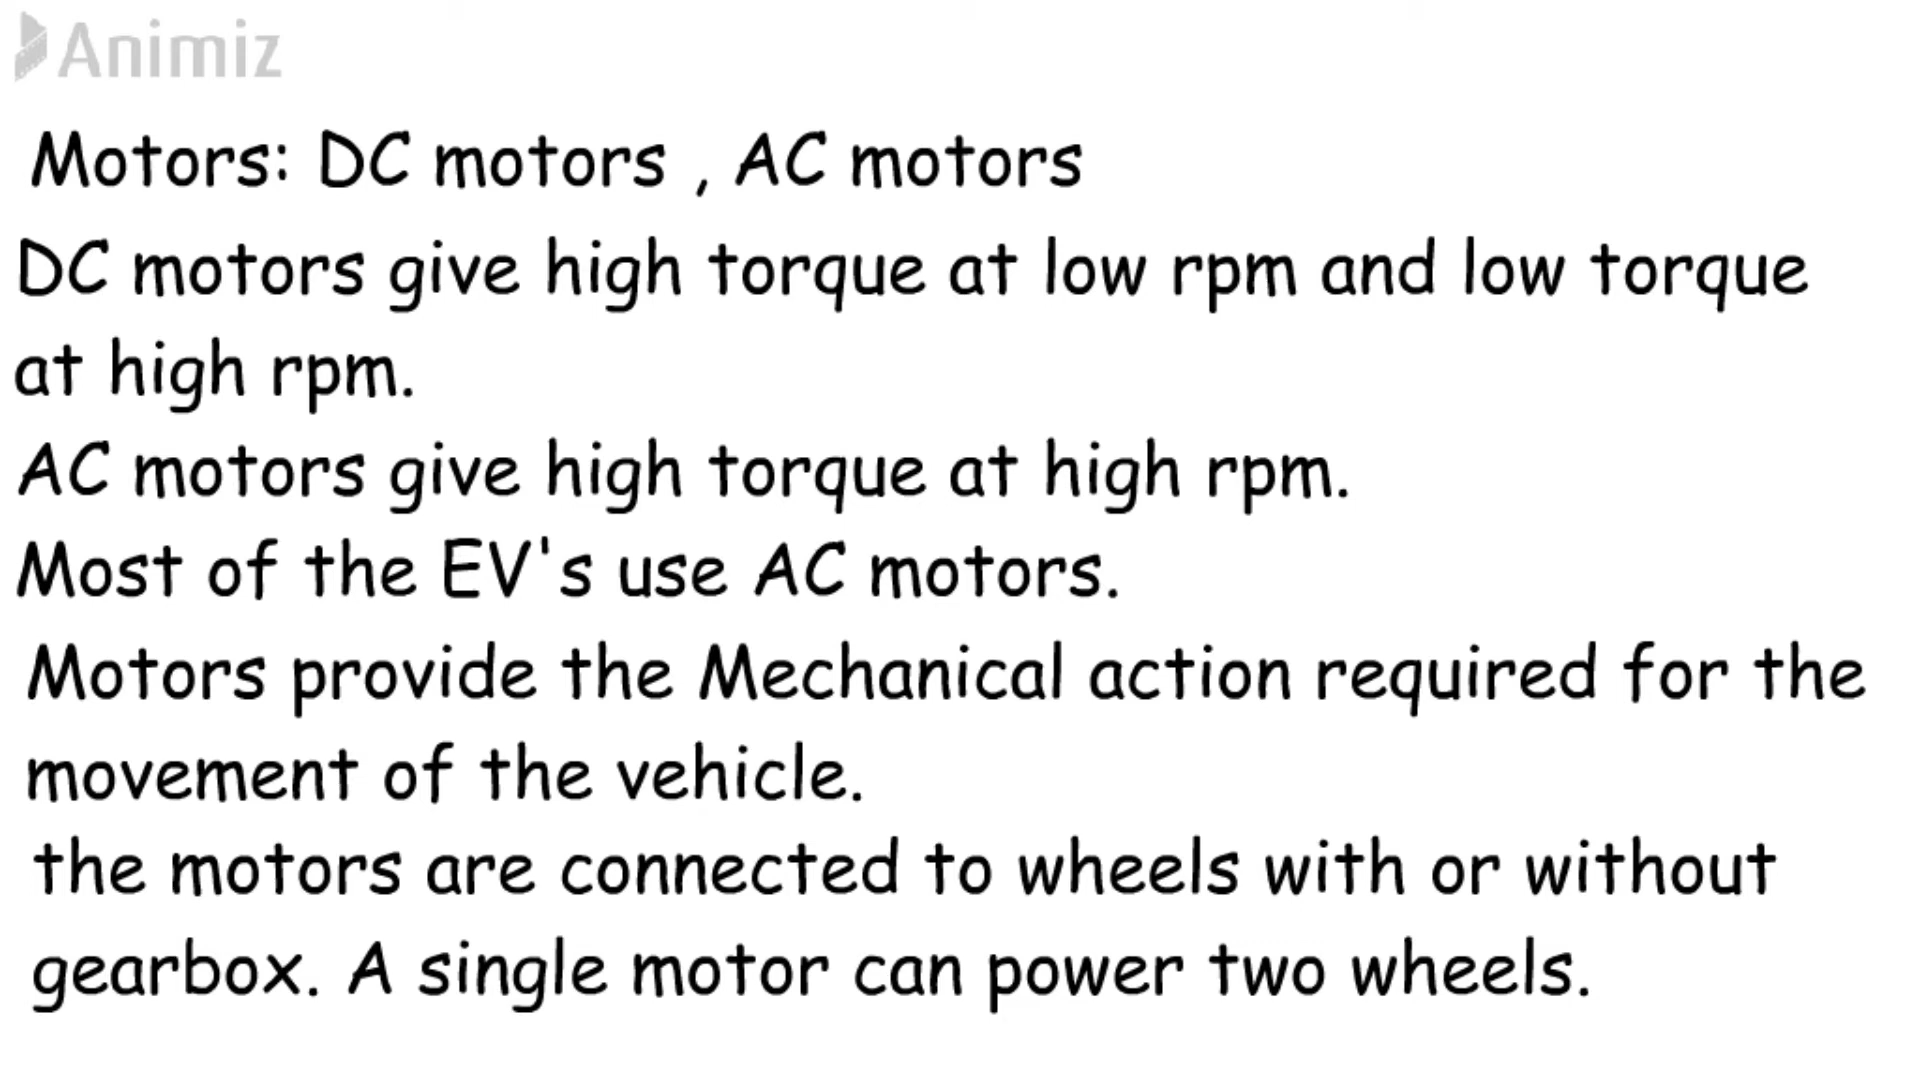 Animiz
Motors: DC motors , AC motors
DC motors give high torque at low rpm and low torque
at high rpm.
AC motors give high torque at high rpm.
Most of the EV's use AC motors.
Motors provide the Mechanical action required for the
movement of the vehicle.
the motors are connected to wheels with or without
gearbox. A single motor can power two wheels.